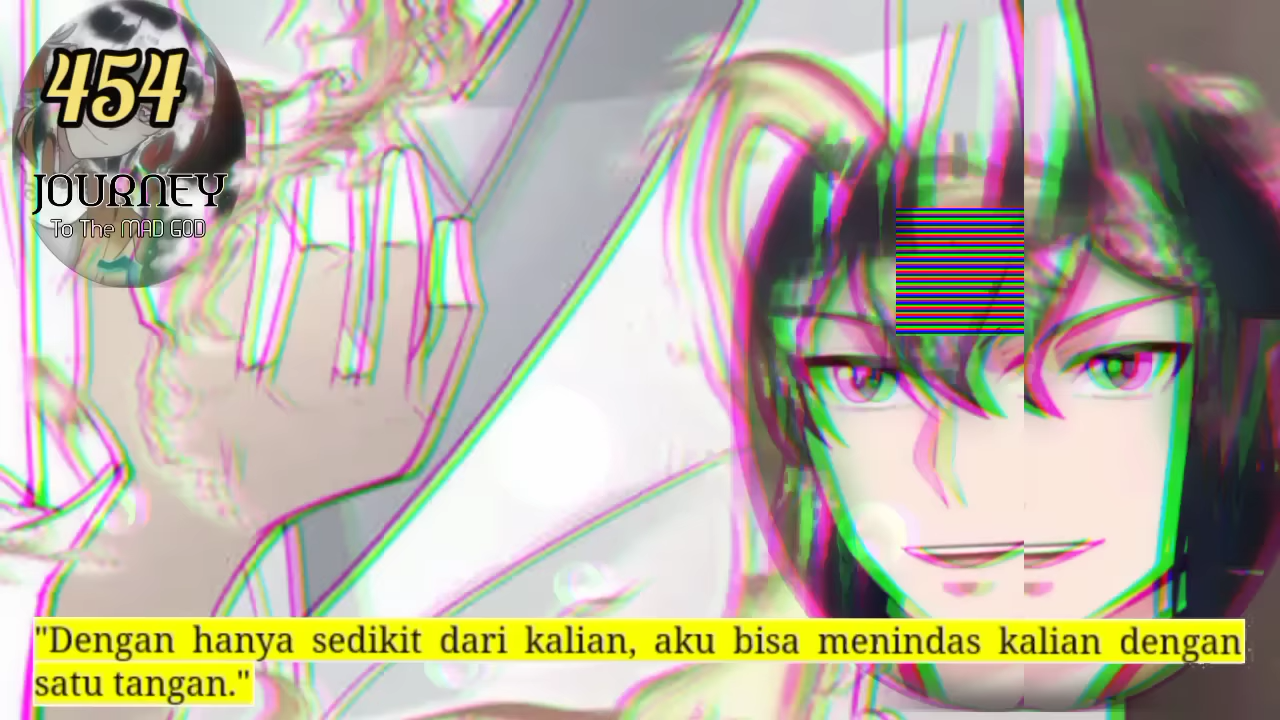 454
JOURNEY
To The MAD GOD
"Dengan hanya sedikit dari kalian, aku bisa menindas kalian dengan
satu tangan."